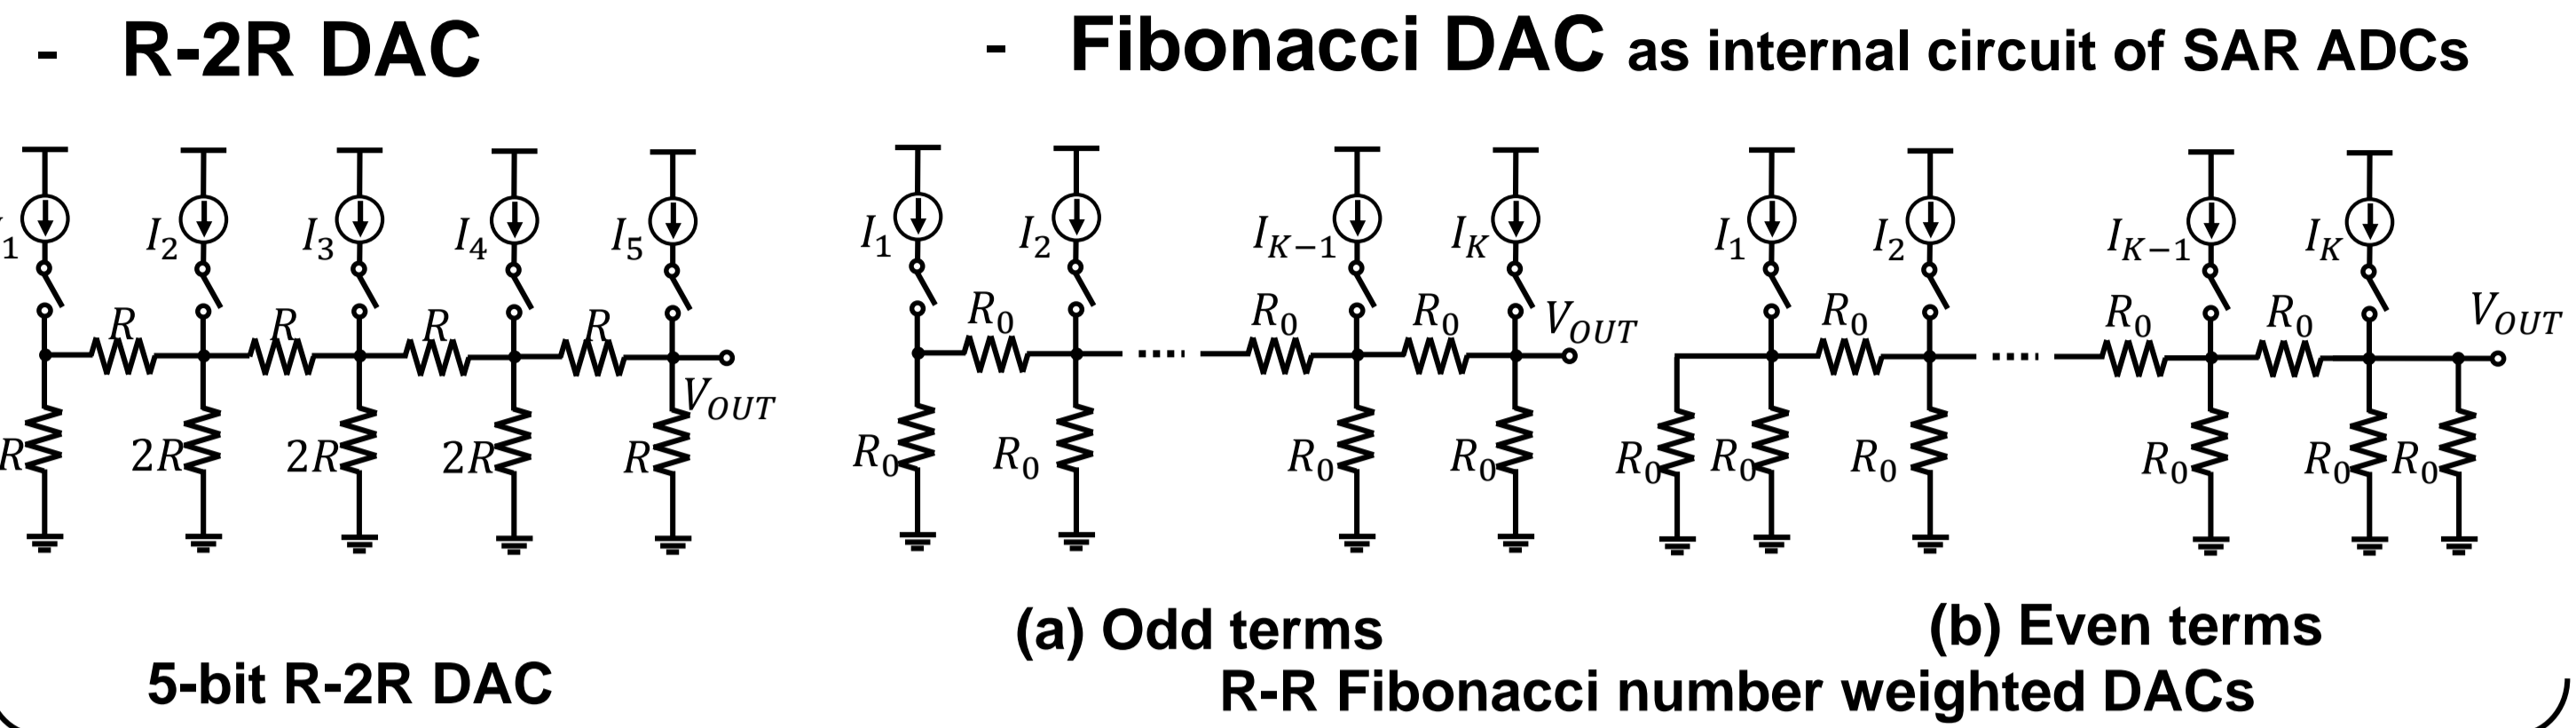 - R-2R DAC
- Fibonacci DAC as internal circuit of SAR ADCs
1 I2 I3 I4 I5
R R R R
VOUT
R 2R 2R 2R R
I1 I2 IK−1 IK
R0 R0 R0
VOUT
R0 R0 R0 R0
I1 I2 IK−1 IK
R0 R0 R0
VOUT
R0 R0 R0 R0 R0 R0
(a) Odd terms
(b) Even terms
5-bit R-2R DAC
R-R Fibonacci number weighted DACs